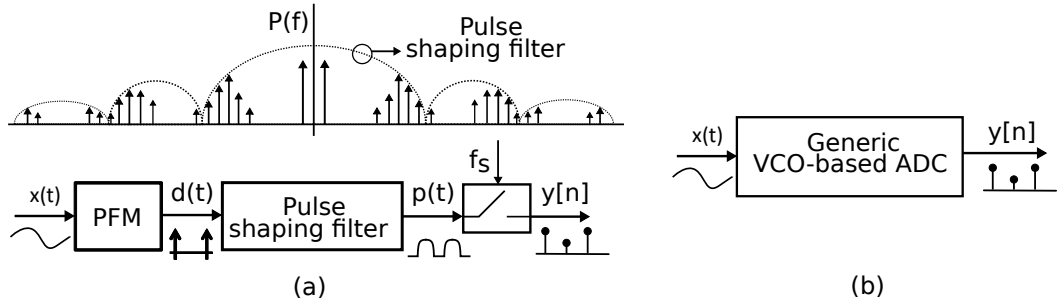 P(f)
Pulse
shaping filter
fs
x(t)
PFM
d(t)
Pulse
shaping filter
p(t)
y[n]
(a)
x(t)
Generic
VCO-based ADC
y[n]
(b)